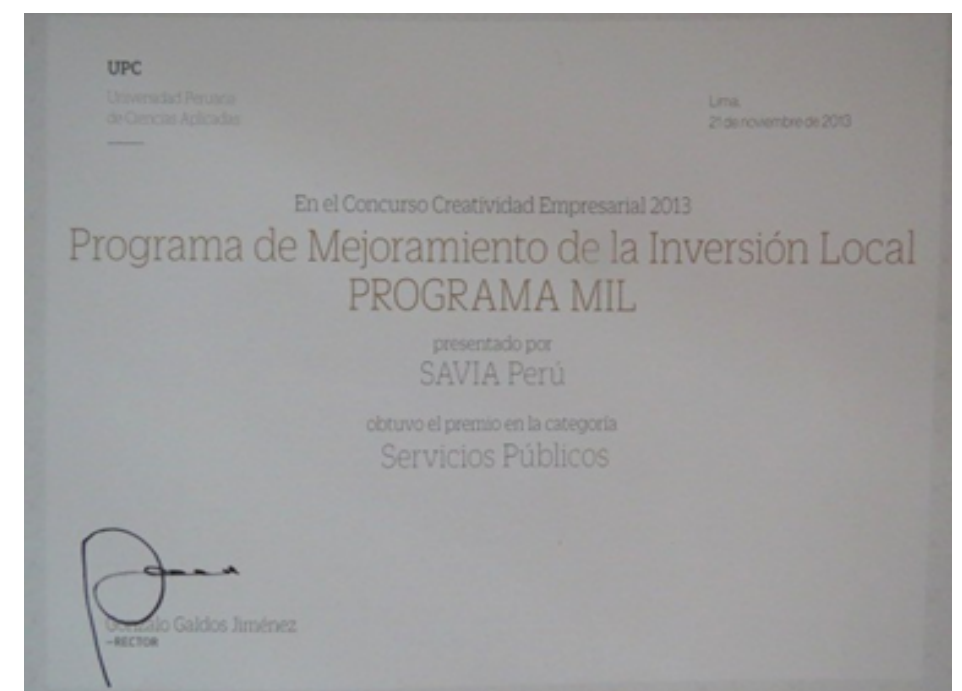 UPC
Universidad Peruana
de Ciencias Aplicadas
Lima,
21 de noviembre de 2013
En el Concurso Creatividad Empresarial 2013
Programa de Mejoramiento de la Inversión Local
PROGRAMA MIL
presentado por
SAVIA Perú
obtuvo el premio en la categoría
Servicios Públicos
Gonzalo Galdos Jiménez
–RECTOR